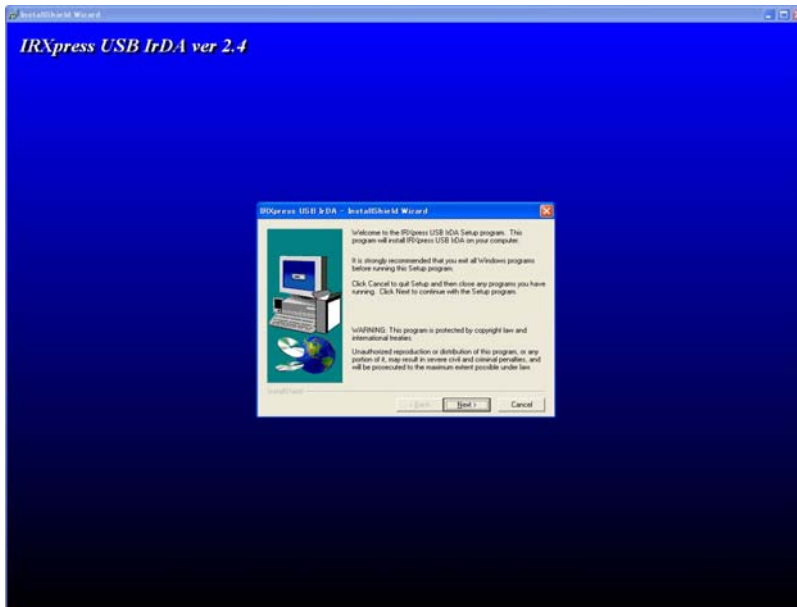 InstallShield Wizard
IRXpress USB IrDA ver 2.4
IRXpress USB IrDA - InstallShield Wizard
Welcome to the IRXpress USB IrDA Setup program. This
program will install IRXpress USB IrDA on your computer.
It is strongly recommended that you exit all Windows programs
before running this Setup program.
Click Cancel to quit Setup and then close any programs you have
running. Click Next to continue with the Setup program.
WARNING: This program is protected by copyright law and
international treaties.
Unauthorized reproduction or distribution of this program, or any
portion of it, may result in severe civil and criminal penalties, and
will be prosecuted to the maximum extent possible under law.
InstallShield
< Back Next > Cancel